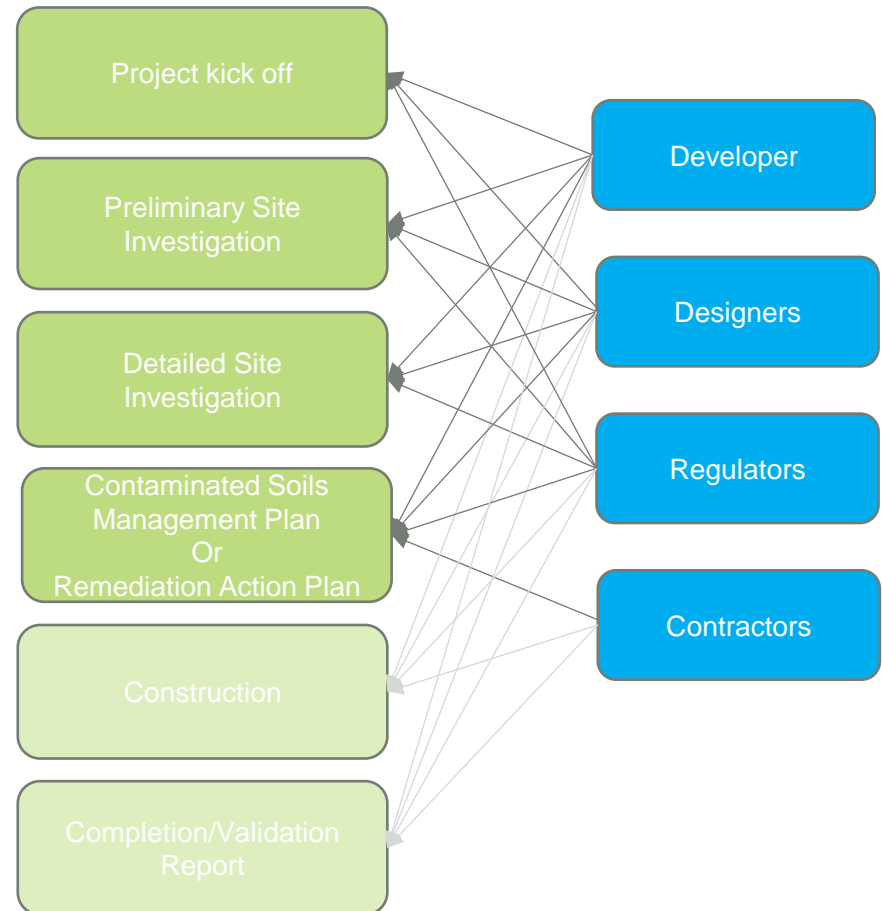 Project kick off
Preliminary Site
Investigation
Detailed Site
Investigation
Contaminated Soils
Management Plan
Or
Remediation Action Plan
Construction
Completion/Validation
Report
Developer
Designers
Regulators
Contractors